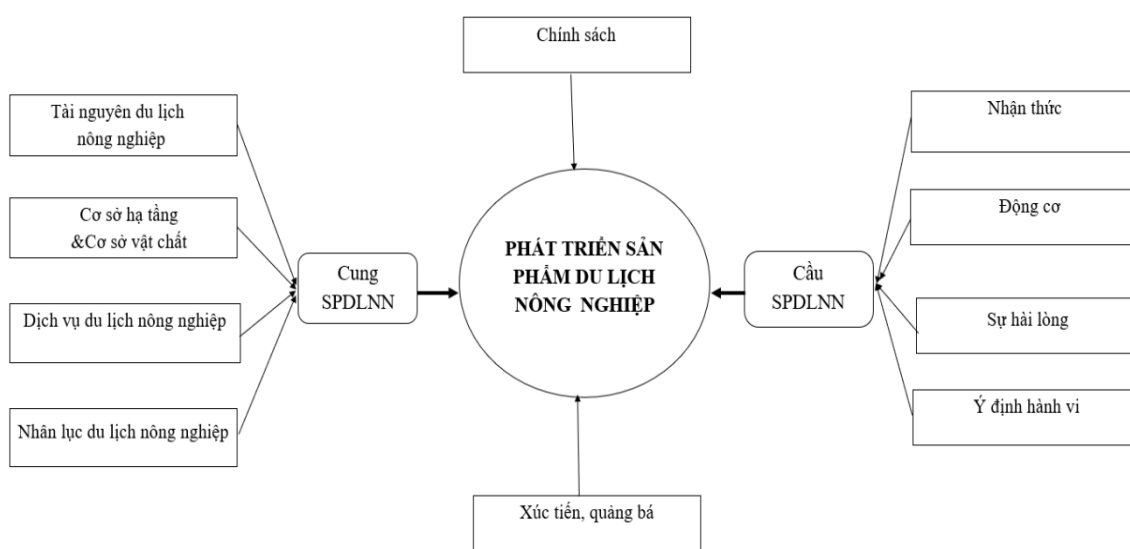 Chính sách
Tài nguyên du lịch
nông nghiệp
Cơ sở hạ tầng
&Cơ sở vật chất
Dịch vụ du lịch nông nghiệp
Nhân lục du lịch nông nghiệp
Cung
SPDLNN
PHÁT TRIỂN SẢN
PHẨM DU LỊCH
NÔNG NGHIỆP
Cầu
SPDLNN
Nhận thức
Động cơ
Sự hài lòng
Ý định hành vi
Xúc tiến, quảng bá